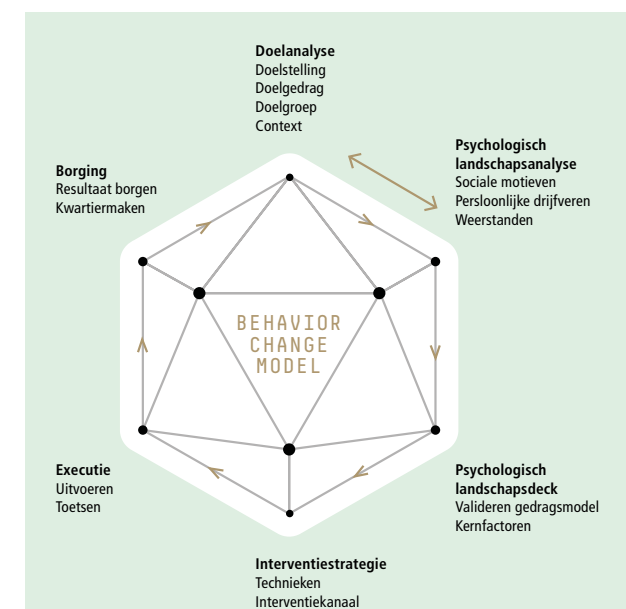 Doelanalyse
Doelstelling
Doelgedrag
Doelgroep
Context
Psychologisch
landschapsanalyse
Sociale motieven
Persloonlijke drijfveren
Weerstanden
Borging
Resultaat borgen
Kwartiermaken
BEHAVIOR
CHANGE
MODEL
Executie
Uitvoeren
Toetsen
Psychologisch
landschapsdeck
Valideren gedragsmodel
Kernfactoren
Interventiestrategie
Technieken
Interventiekanaal